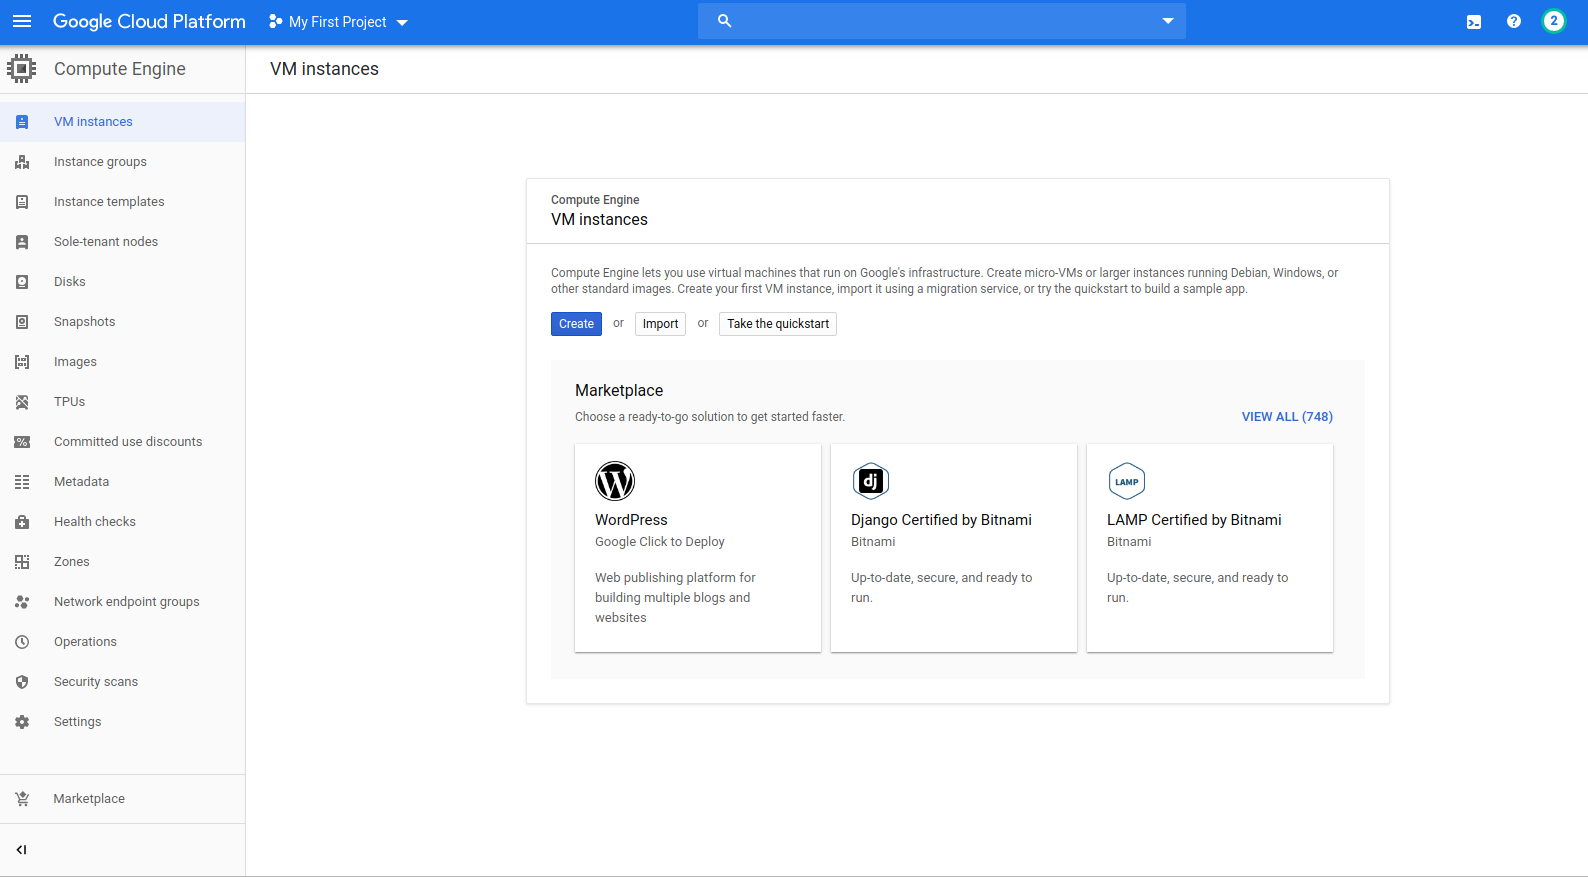 Google Cloud Platform
My First Project
2
Compute Engine
VM instances
VM instances
Instance groups
Instance templates
Sole-tenant nodes
Disks
Snapshots
Images
TPUs
Committed use discounts
Metadata
Health checks
Zones
Network endpoint groups
Operations
Security scans
Settings
Marketplace
Compute Engine
VM instances
Compute Engine lets you use virtual machines that run on Google's infrastructure. Create micro-VMs or larger instances running Debian, Windows, or
other standard images. Create your first VM instance, import it using a migration service, or try the quickstart to build a sample app.
Create or Import or Take the quickstart
Marketplace
Choose a ready-to-go solution to get started faster.
VIEW ALL (748)
WordPress
Google Click to Deploy
Web publishing platform for
building multiple blogs and
websites
dj
Django Certified by Bitnami
Bitnami
Up-to-date, secure, and ready to
run.
LAMP
LAMP Certified by Bitnami
Bitnami
Up-to-date, secure, and ready to
run.